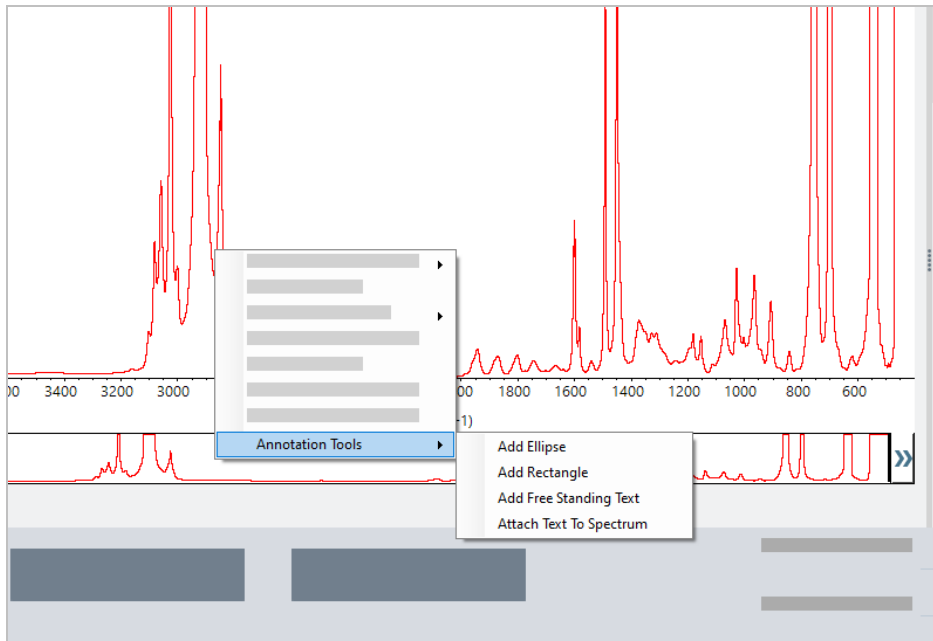 3400 3200 3000 1600 1400 1200 1000 800 600
Annotation Tools
Add Ellipse
Add Rectangle
Add Free Standing Text
Attach Text To Spectrum